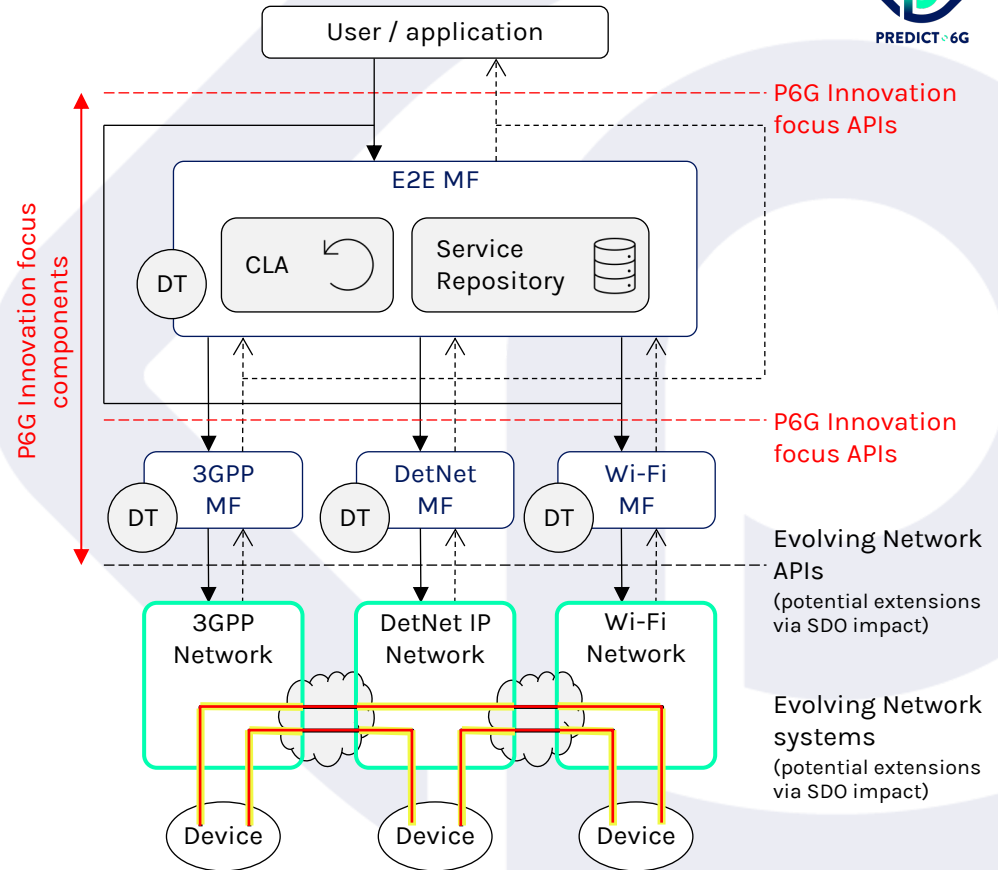 PREDICT 6G
User / application
P6G Innovation
focus APIs
E2E MF
P6G Innovation focus
components
DT
CLA
Service
Repository
P6G Innovation
focus APIs
3GPP
MF
DT
DetNet
MF
DT
Wi-Fi
MF
DT
Evolving Network
APIs
(potential extensions
via SDO impact)
3GPP
Network
DetNet IP
Network
Wi-Fi
Network
Evolving Network
systems
(potential extensions
via SDO impact)
Device
Device
Device